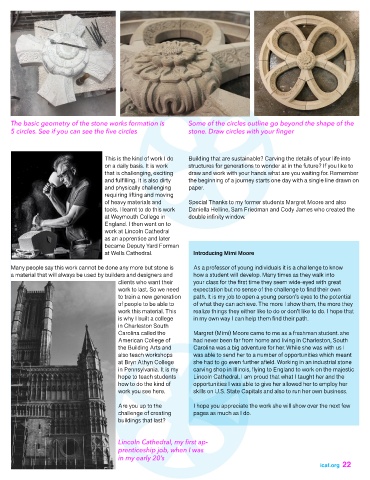 The basic geometry of the stone works formation is
5 circles. See if you can see the five circles
Some of the circles outline go beyond the shape of the
stone. Draw circles with your finger
This is the kind of work I do
on a daily basis. It is work
that is challenging, exciting
and fulfilling. It is also dirty
and physically challenging
requiring lifting and moving
of heavy materials and
tools. I learnt to do this work
at Weymouth College in
England. I then went on to
work at Lincoln Cathedral
as an apprentice and later
became Deputy Yard Forman
at Wells Cathedral.
Many people say this work cannot be done any more but stone is
a material that will always be used by builders and designers and
clients who want their
work to last. So we need
to train a new generation
of people to be able to
work this material. This
is why I built a college
in Charleston South
Carolina called the
American College of
the Building Arts and
also teach workshops
at Bryn Athyn College
in Pennsylvania. It is my
hope to teach students
how to do the kind of
work you see here.
Are you up to the
challenge of creating
buildings that last?
Lincoln Cathedral, my first ap-
prenticeship job, when I was
in my early 20's
Building that are sustainable? Carving the details of your life into
structures for generations to wonder at in the future? If you like to
draw and work with your hands what are you waiting for. Remember
the beginning of a journey starts one day with a single line drawn on
paper.
Special Thanks to my former students Margret Moore and also
Daniella Helline, Sam Friedman and Cody James who created the
double infinity window.
Introducing Mimi Moore
As a professor of young individuals it is a challenge to know
how a student will develop. Many times as they walk into
your class for the first time they seem wide-eyed with great
expectation but no sense of the challenge to find their own
path. It is my job to open a young person's eyes to the potential
of what they can achieve. The more I show them, the more they
realize things they either like to do or don't like to do. I hope that
in my own way I can help them find their path.
Margret (Mimi) Moore came to me as a freshman student. she
had never been far from home and living in Charleston, South
Carolina was a big adventure for her. While she was with us I
was able to send her to a number of opportunities which meant
she had to go even further afield. Working in an industrial stone
carving shop in Illinois, flying to England to work on the majestic
Lincoln Cathedral. I am proud that what I taught her and the
opportunities I was able to give her allowed her to employ her
skills on U.S. State Capitals and also to run her own business.
I hope you appreciate the work she will show over the next few
pages as much as I do.
ical.org 22